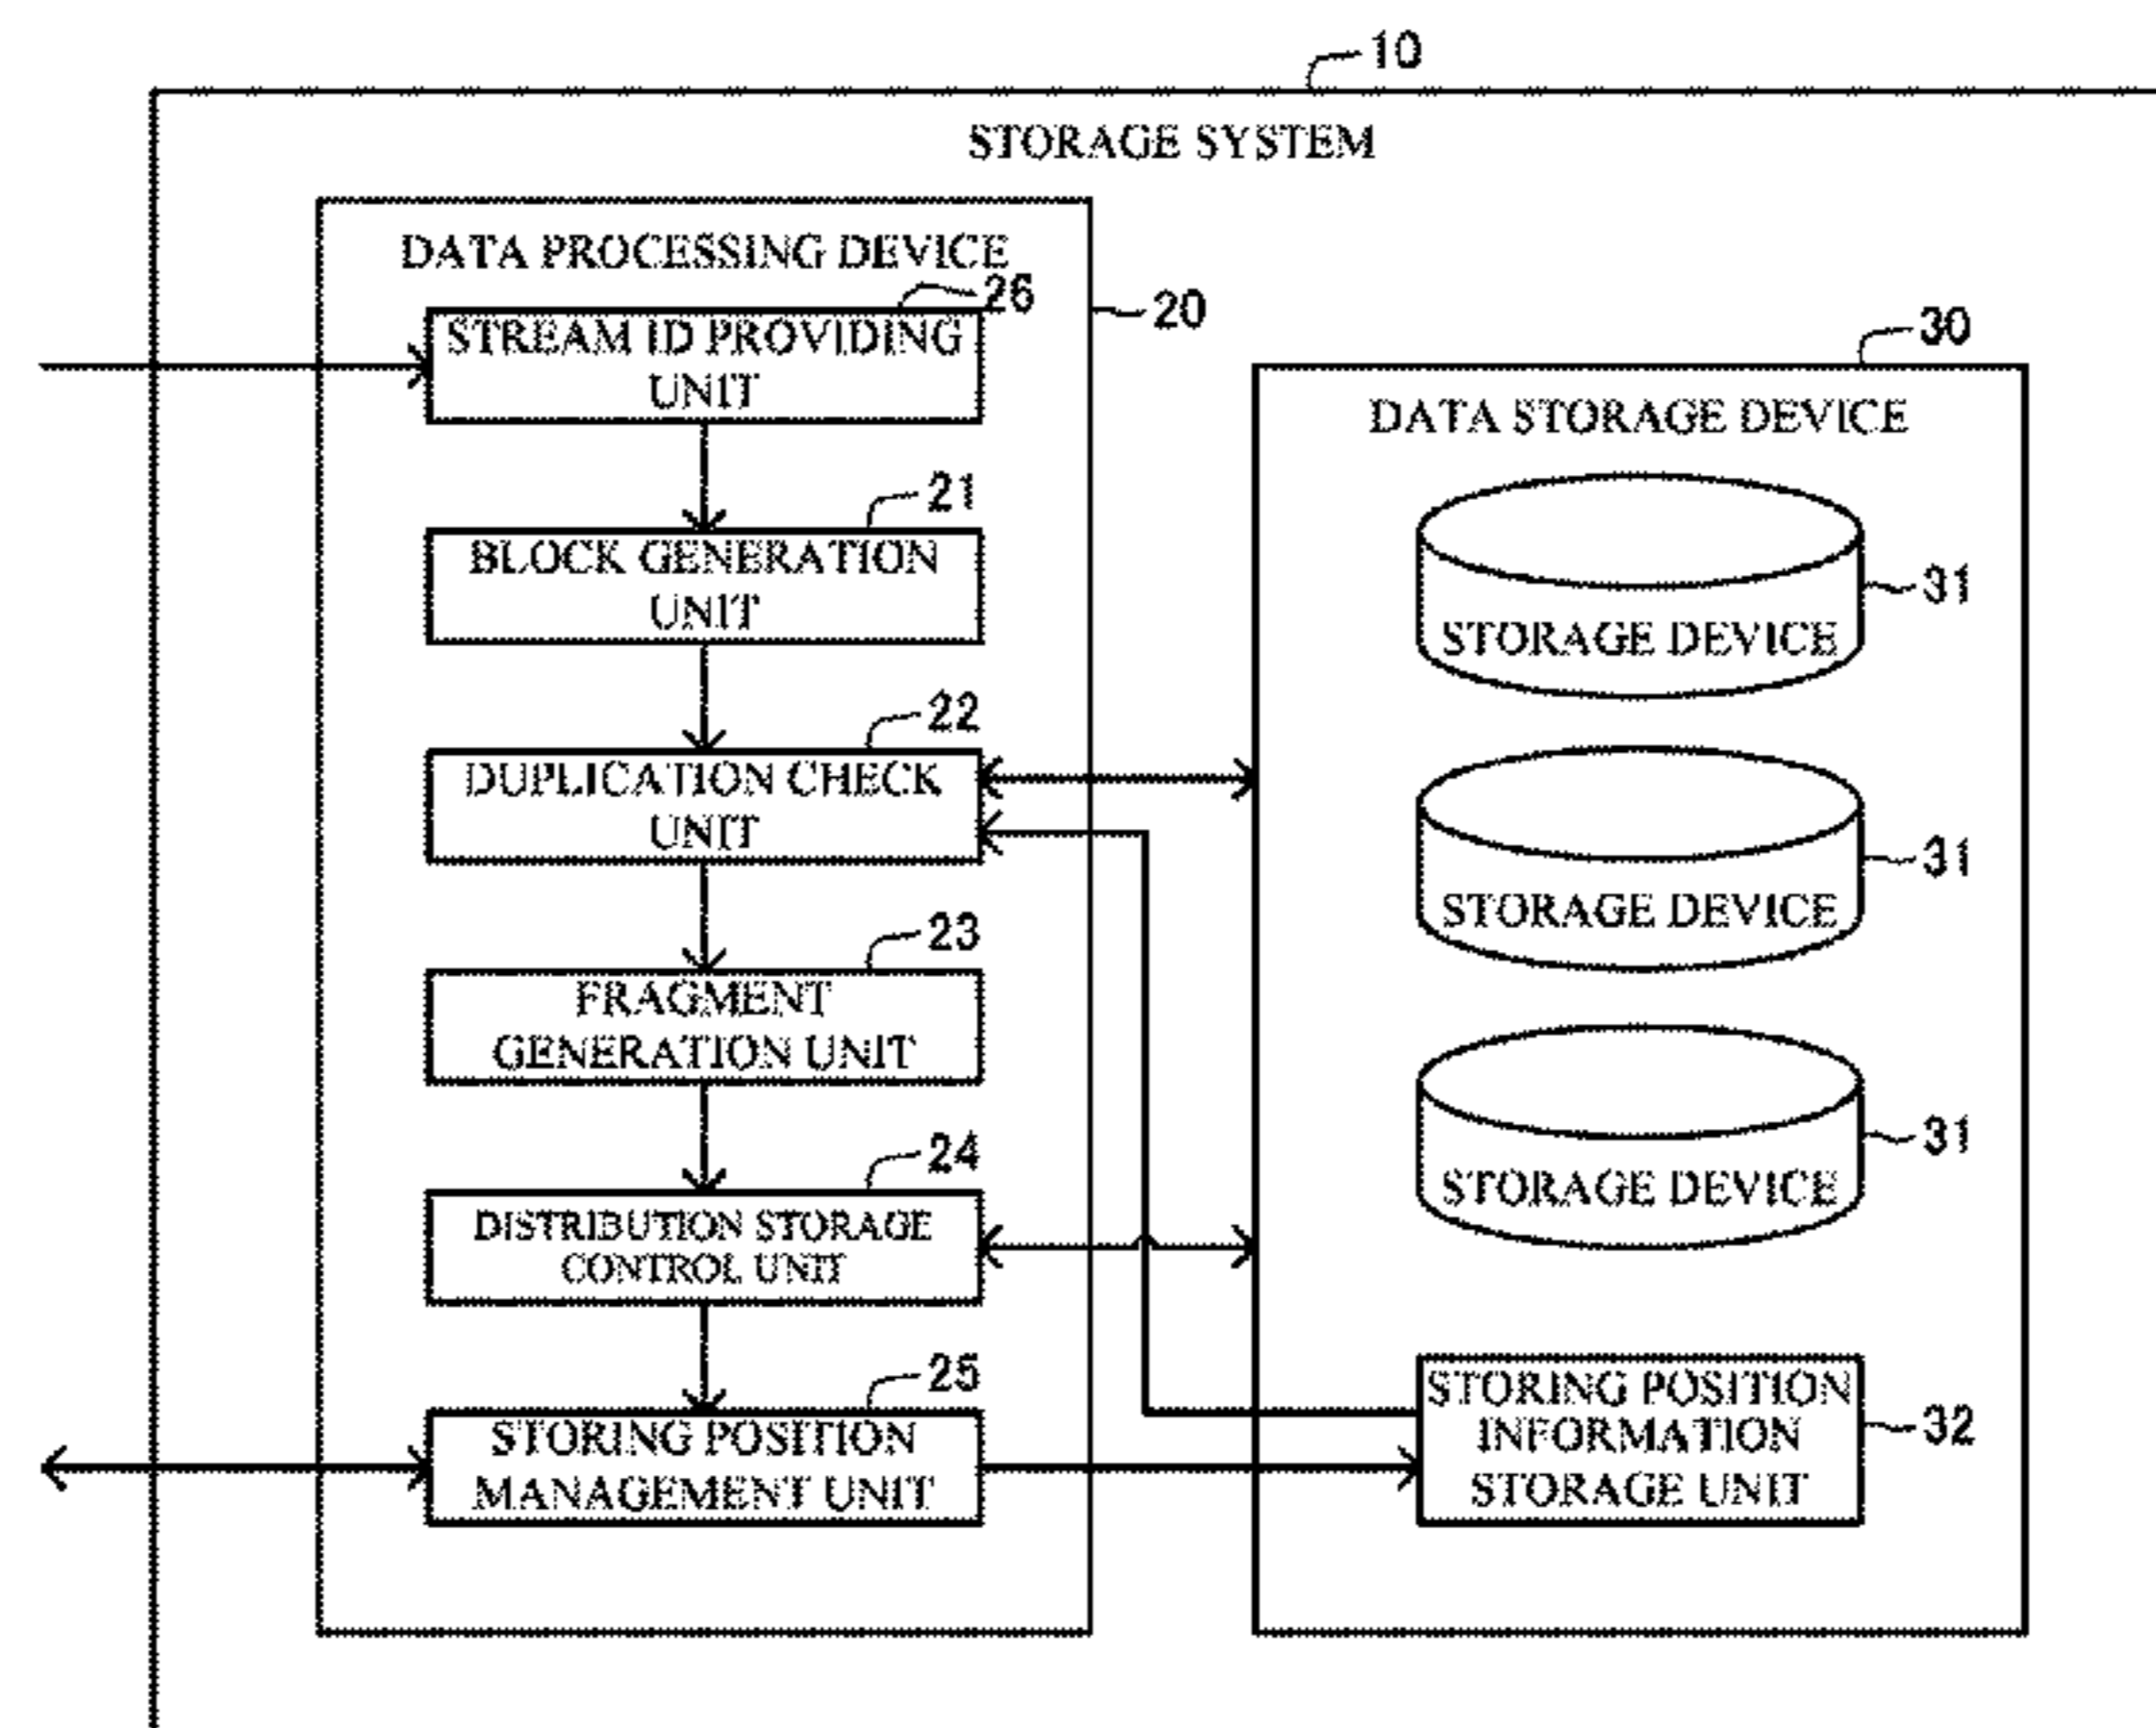 10
STORAGE SYSTEM
DATA PROCESSING DEVICE
26
20
STREAM ID PROVIDING
UNIT
21
BLOCK GENERATION
UNIT
22
DUPLICATION CHECK
UNIT
23
FRAGMENT
GENERATION UNIT
24
DISTRIBUTION STORAGE
CONTROL UNIT
25
STORING POSITION
MANAGEMENT UNIT
30
DATA STORAGE DEVICE
31
STORAGE DEVICE
31
STORAGE DEVICE
31
STORAGE DEVICE
STORING POSITION
INFORMATION
STORAGE UNIT
32